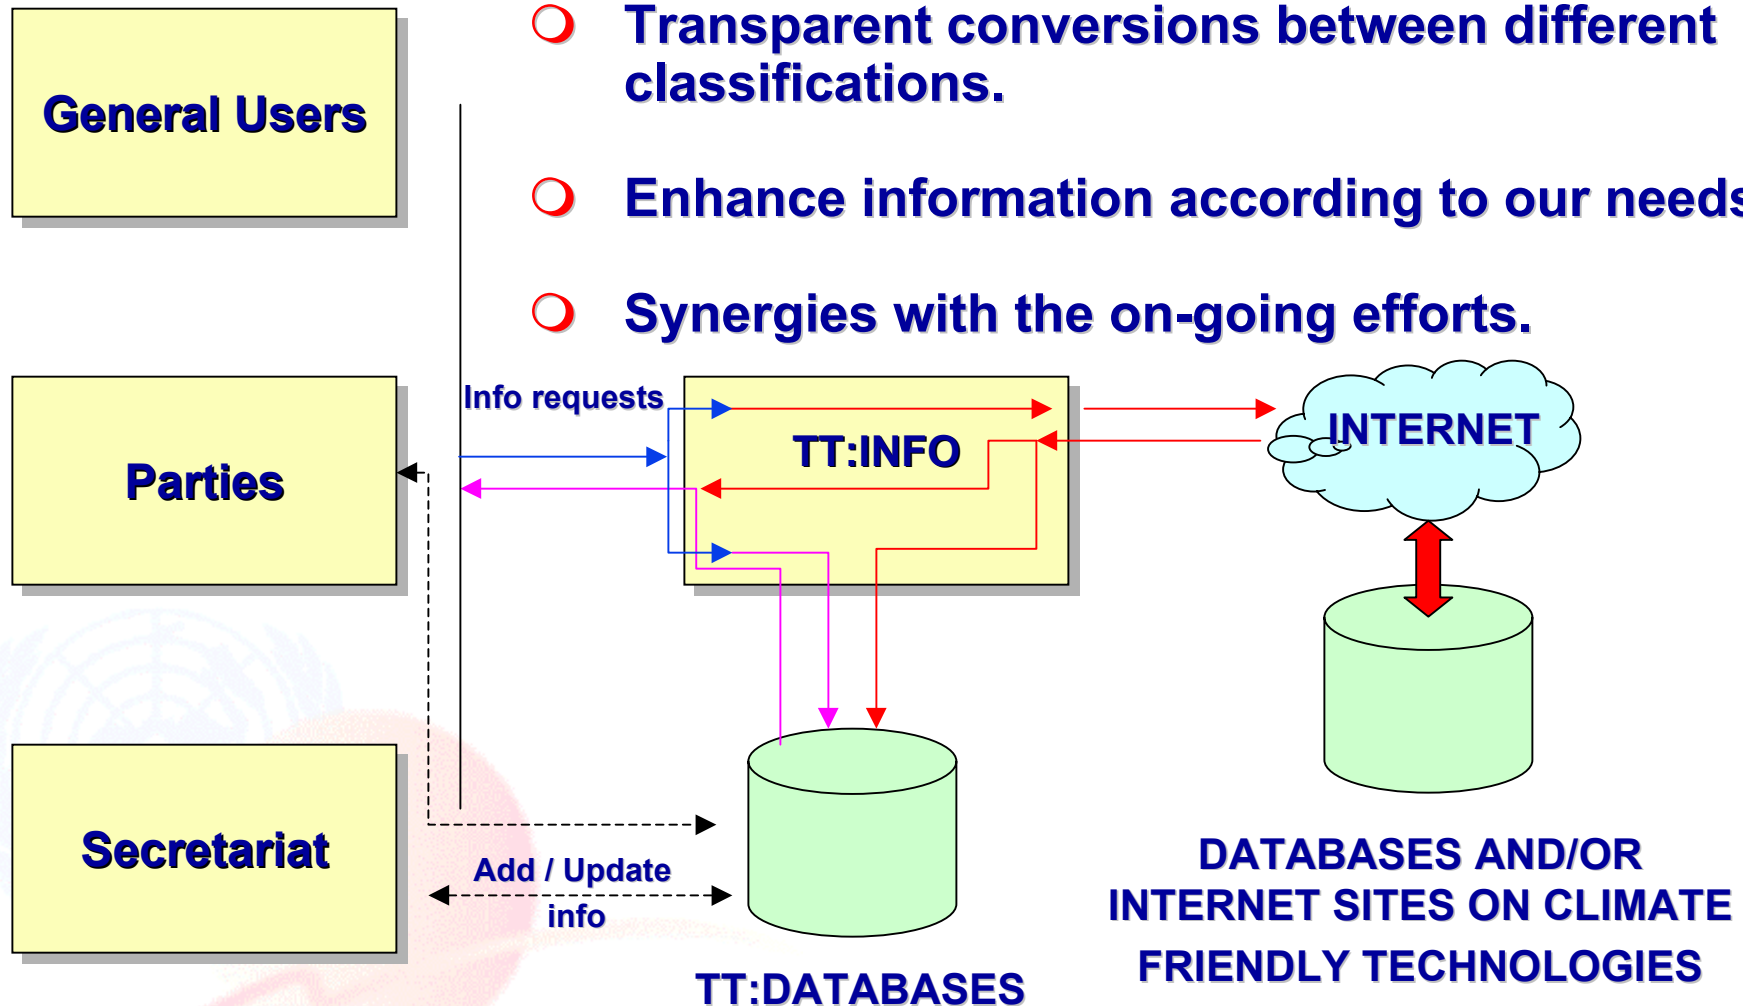 Transparent conversions between different
classifications.
General Users
Enhance information according to our needs
Synergies with the on-going efforts.
Info requests
TT:INFO
INTERNET
Parties
Secretariat
Add / Update
info
DATABASES AND/OR
INTERNET SITES ON CLIMATE
FRIENDLY TECHNOLOGIES
TT:DATABASES